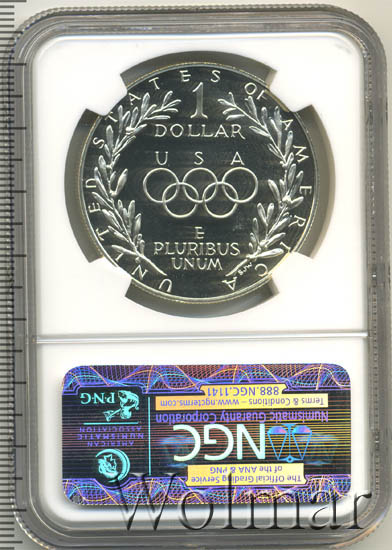 UNITED STATES OF AMERICA
1
DOLLAR
USA
E
PLURIBUS
UNUM
PNG
AMERICAN
NUMISMATIC
ASSOCIATION
888.NGC.1141
Terms & Conditions - www.ngccoin.com
Numismatic Guaranty Corporation
NGC
The Official Grading Service
of the ANA & PNG
Wolmar